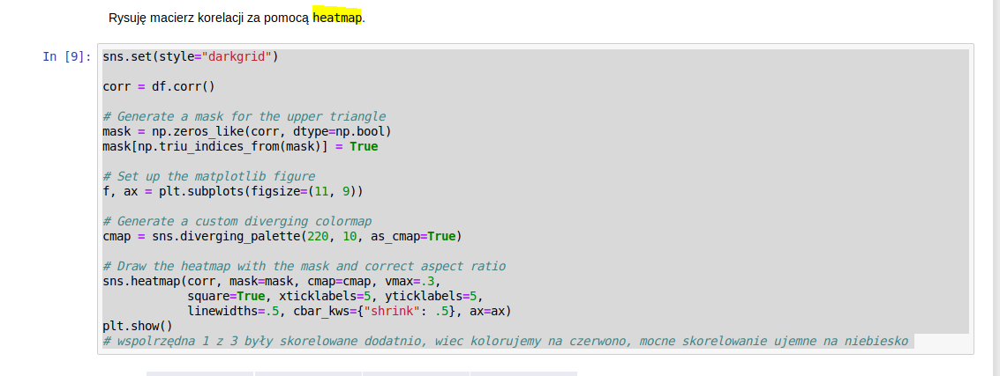 Rysuję macierz korelacji za pomocą heatmap.
In [9]:
sns.set(style="darkgrid")
corr = df.corr()
# Generate a mask for the upper triangle
mask = np.zeros_like(corr, dtype=np.bool)
mask[np.triu_indices_from(mask)] = True
# Set up the matplotlib figure
f, ax = plt.subplots(figsize=(11, 9))
# Generate a custom diverging colormap
cmap = sns.diverging_palette(220, 10, as_cmap=True)
# Draw the heatmap with the mask and correct aspect ratio
sns.heatmap(corr, mask=mask, cmap=cmap, vmax=.3,
square=True, xticklabels=5, yticklabels=5,
linewidths=.5, cbar_kws={"shrink": .5}, ax=ax)
plt.show()
# wspolrzędna 1 z 3 były skorelowane dodatnio, wiec kolorujemy na czerwono, mocne skorelowanie ujemne na niebiesko